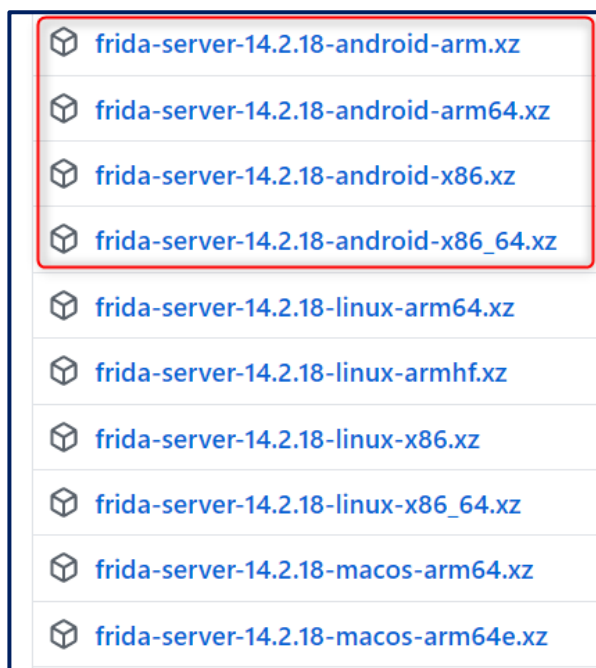 frida-server-14.2.18-android-arm.xz
frida-server-14.2.18-android-arm64.xz
frida-server-14.2.18-android-x86.xz
frida-server-14.2.18-android-x86_64.xz
frida-server-14.2.18-linux-arm64.xz
frida-server-14.2.18-linux-armhf.xz
frida-server-14.2.18-linux-x86.xz
frida-server-14.2.18-linux-x86_64.xz
frida-server-14.2.18-macos-arm64.xz
frida-server-14.2.18-macos-arm64e.xz